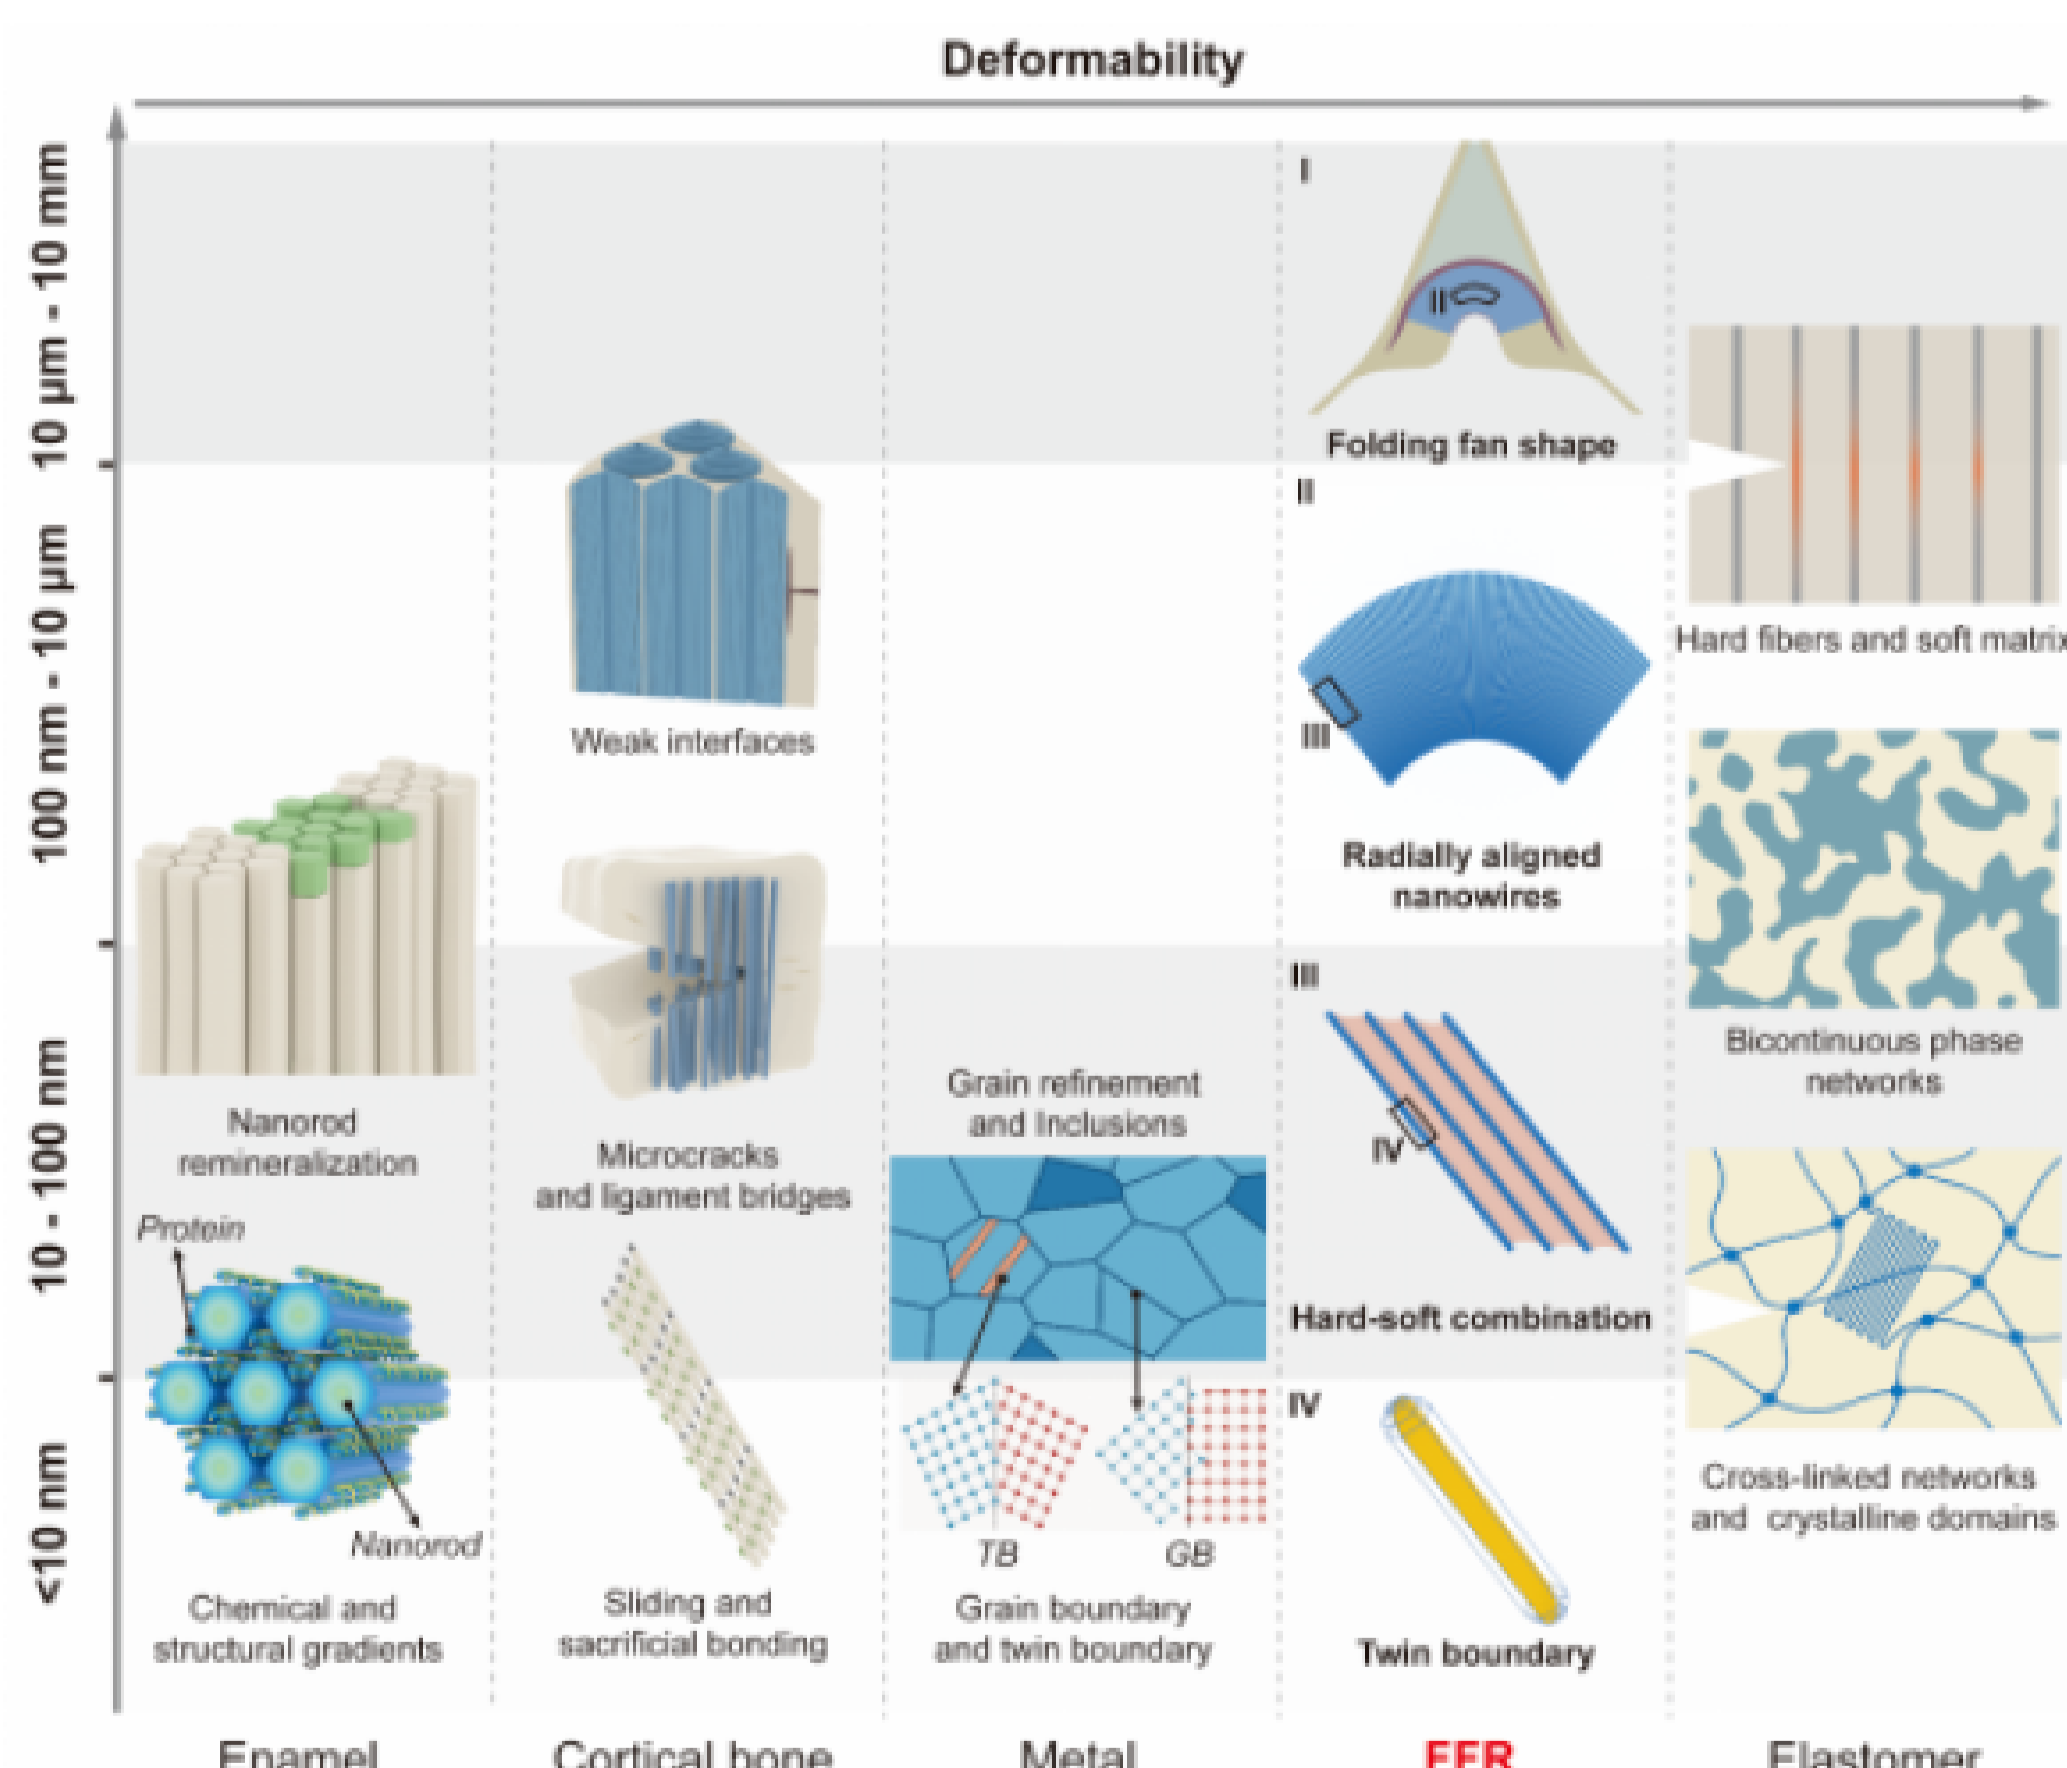 Deformability
10 μm - 10 mm
100 nm - 10 μm
10 - 100 nm
<10 nm
Nanorod
remineralization
Protein
Nanorod
Chemical and
structural gradients
Enamel
Weak interfaces
Microcracks
and ligament bridges
Sliding and
sacrificial bonding
Cortical bone
Grain refinement
and Inclusions
TB
GB
Grain boundary
and twin boundary
Metal
I
II
Folding fan shape
II
III
Radially aligned
nanowires
III
IV
Hard-soft combination
IV
Twin boundary
Hard fibers and soft matrix
Bicontinuous phase
networks
Cross-linked networks
and crystalline domains
Elastomer